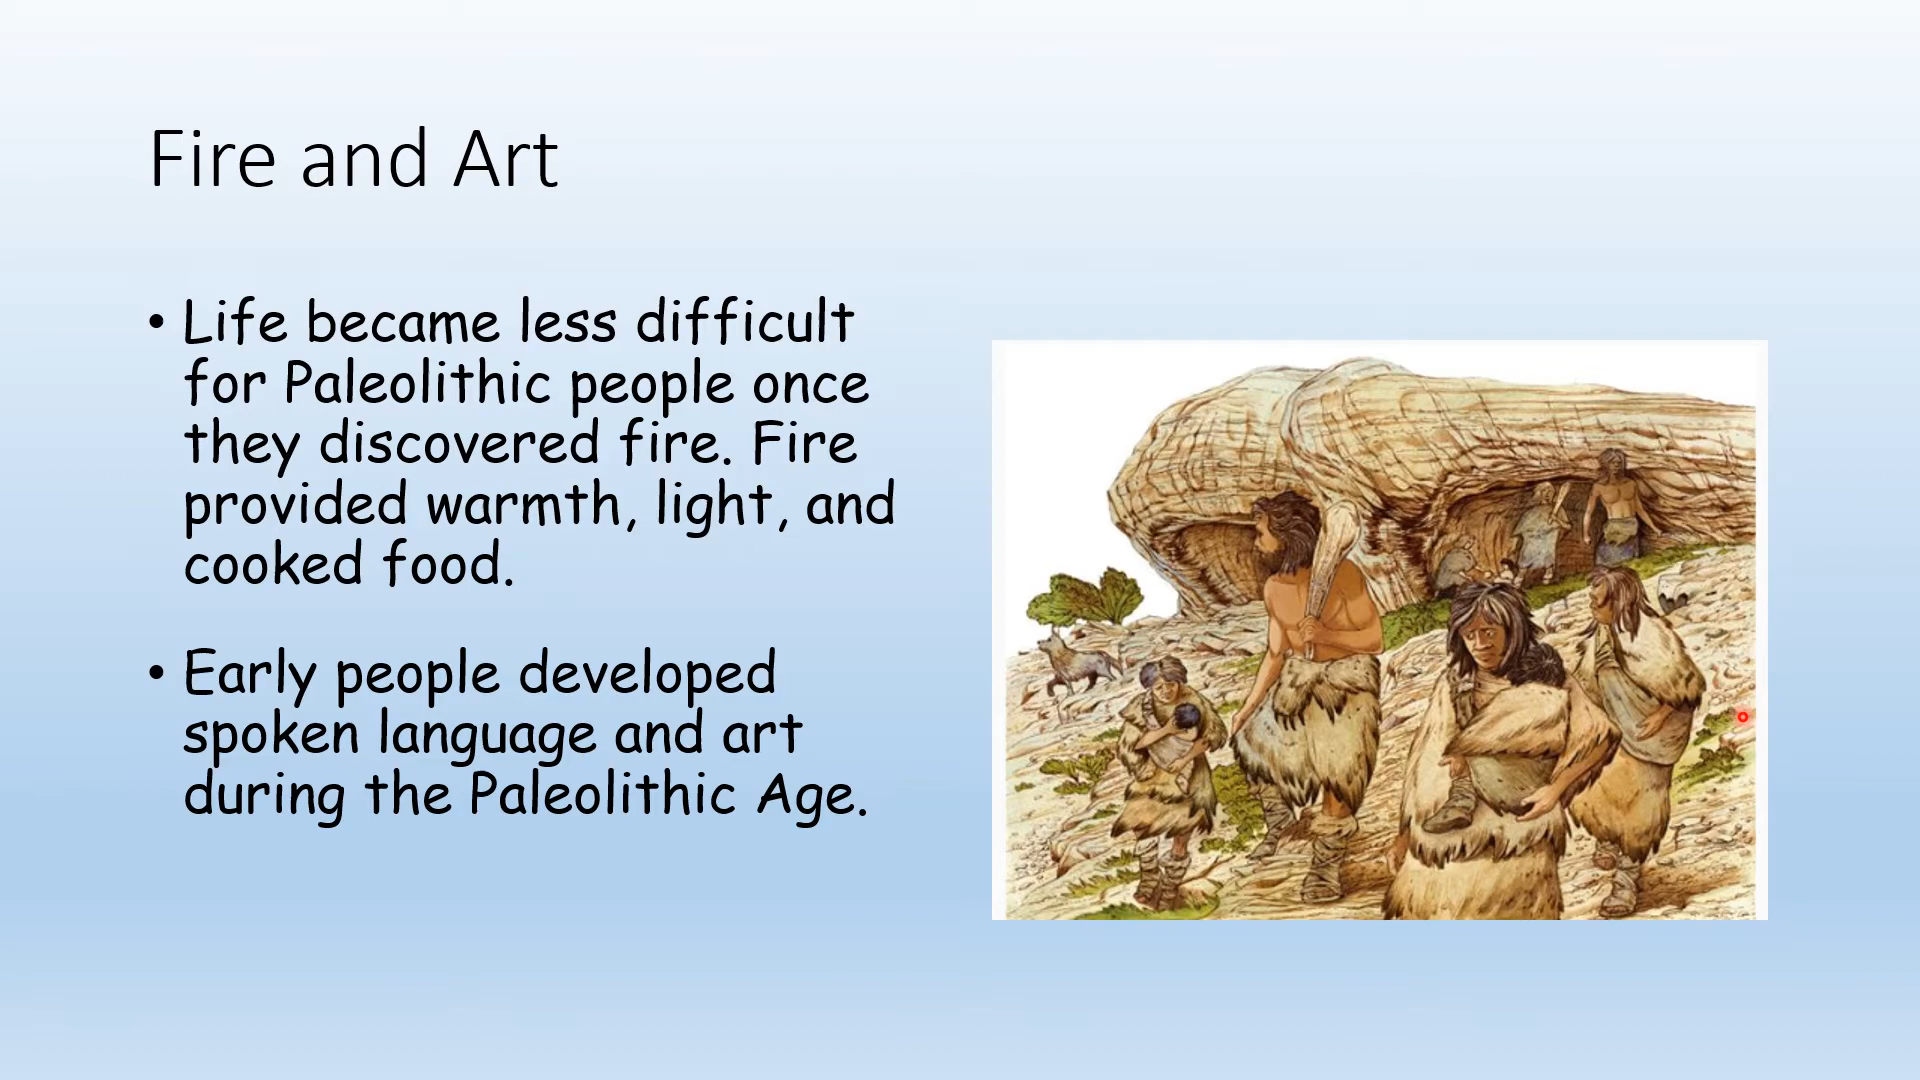 Fire and Art
• Life became less difficult
for Paleolithic people once
they discovered fire. Fire
provided warmth, light, and
cooked food.
• Early people developed
spoken language and art
during the Paleolithic Age.